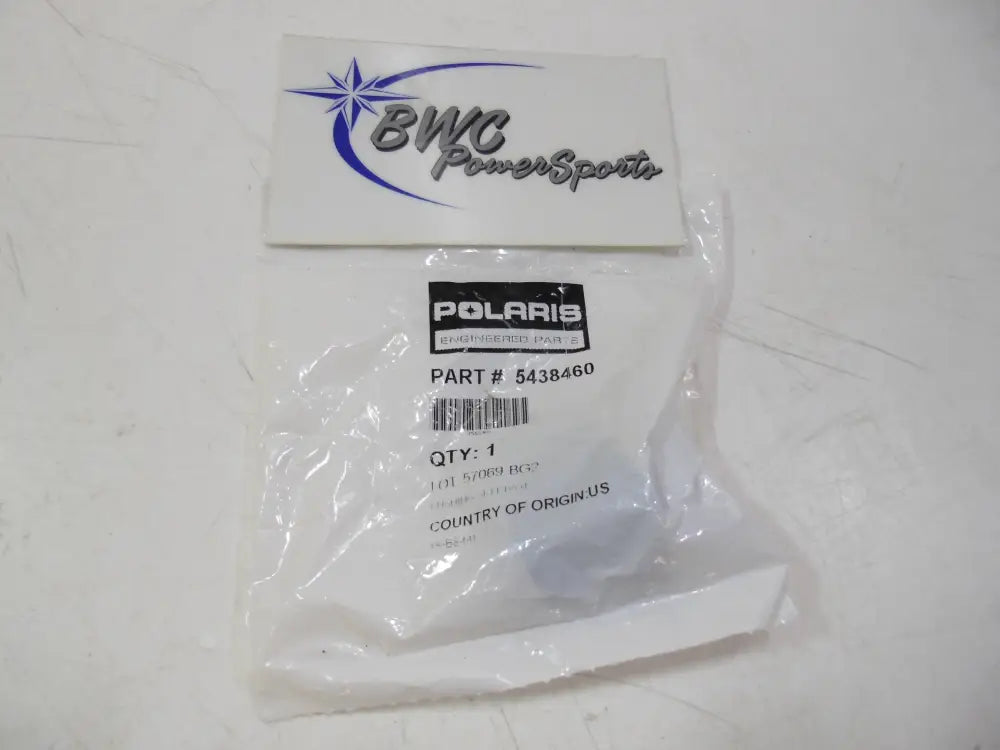 BWC
PowerSports
POLARIS
ENGINEERED PARTS
PART # 5438460
QTY: 1
LOT 57069 BG2
COUNTRY OF ORIGIN:US